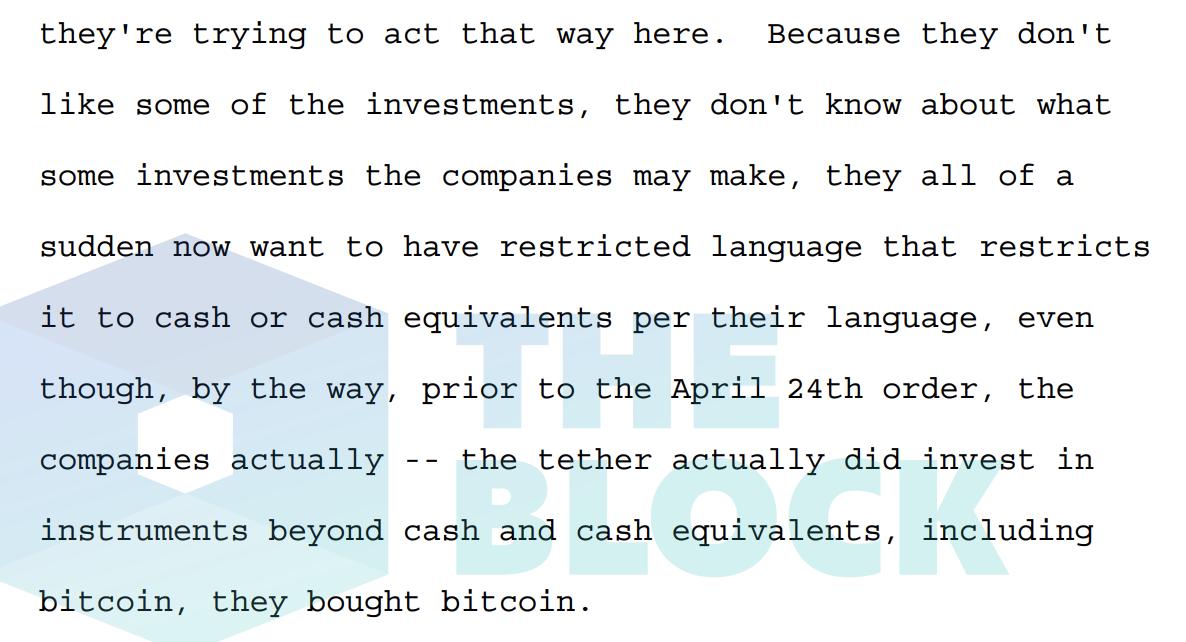 they're trying to act that way here.  Because they don't
like some of the investments, they don't know about what
some investments the companies may make, they all of a
sudden now want to have restricted language that restricts
it to cash or cash equivalents per their language, even
though, by the way, prior to the April 24th order, the
companies actually -- the tether actually did invest in
instruments beyond cash and cash equivalents, including
bitcoin, they bought bitcoin.
THE
BLOCK